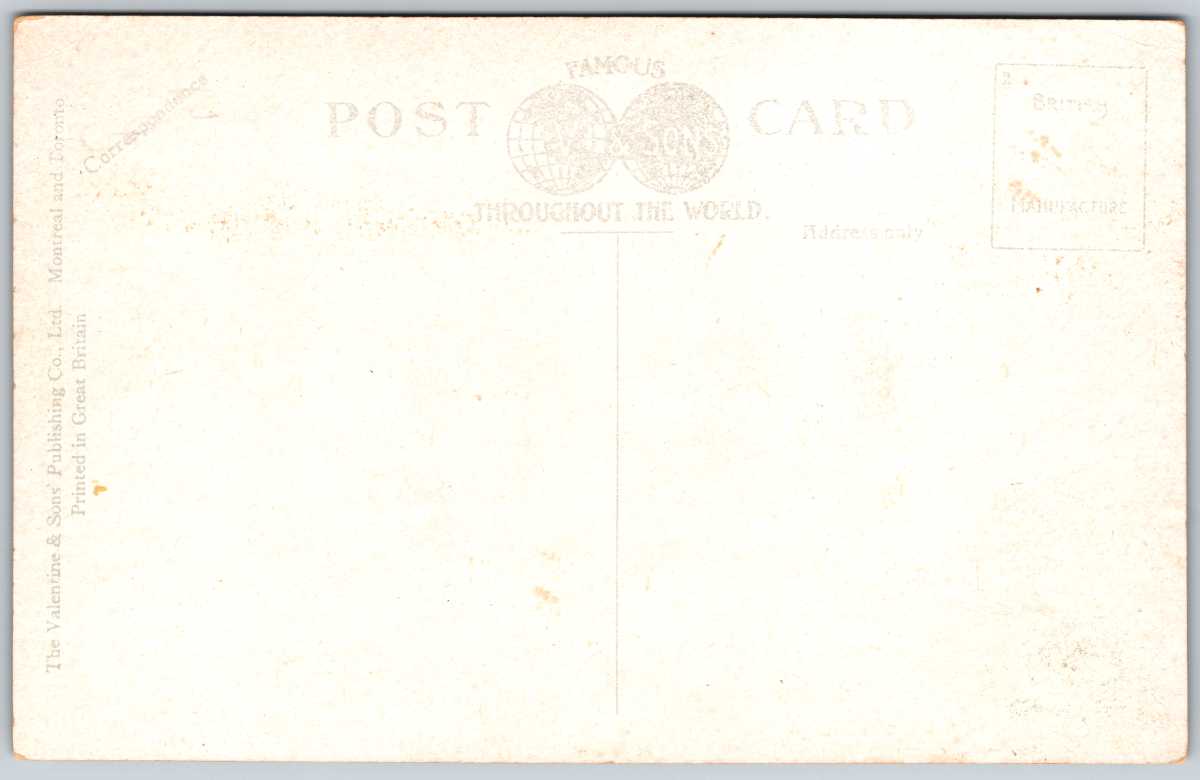 FAMOUS
POST CARD
THROUGHOUT THE WORLD.
Correspondence
Address only
2
BRITISH
MANUFACTURE
The Valentine & Sons' Publishing Co., Ltd. Montreal and Toronto
Printed in Great Britain